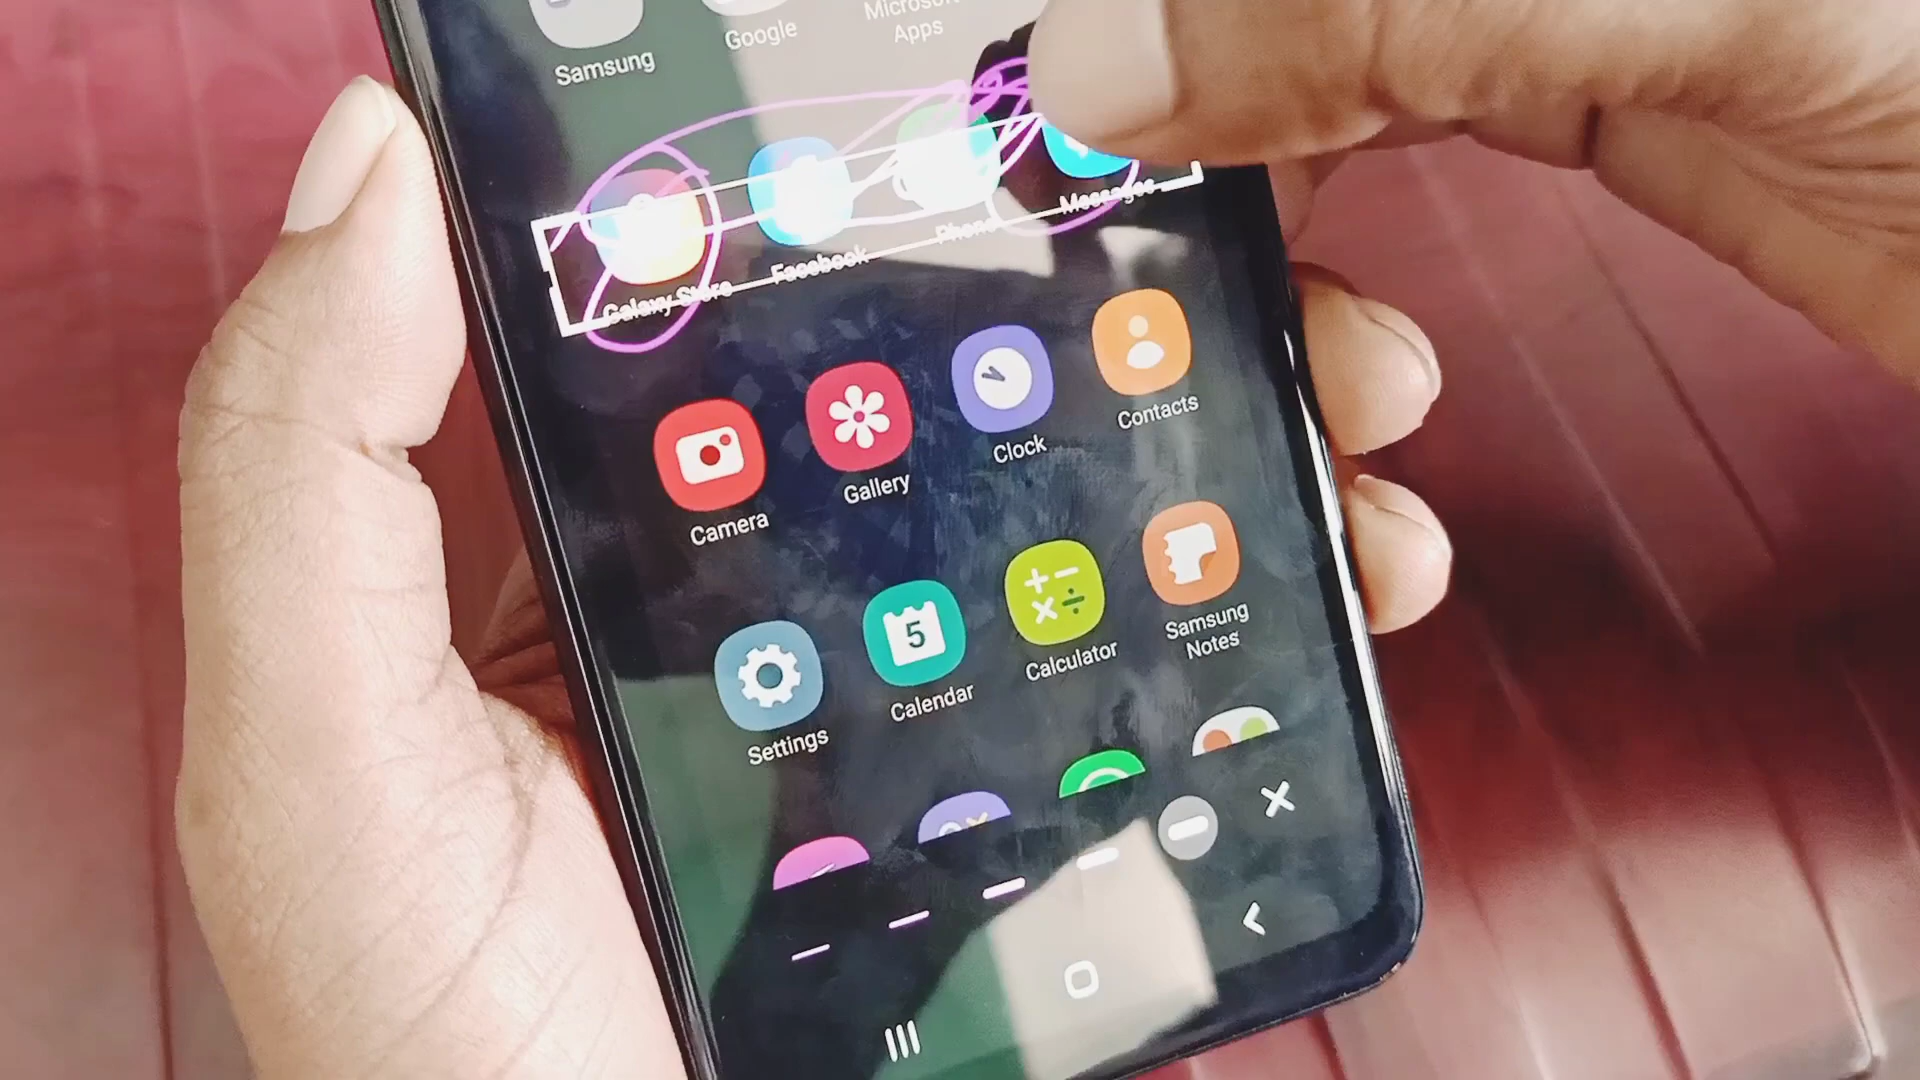 Samsung
Google
Microsoft
Apps
Galaxy Store
Facebook
Phone
Messages
Camera
Gallery
Clock
Contacts
Settings
Calendar
5
Calculator
Samsung
Notes